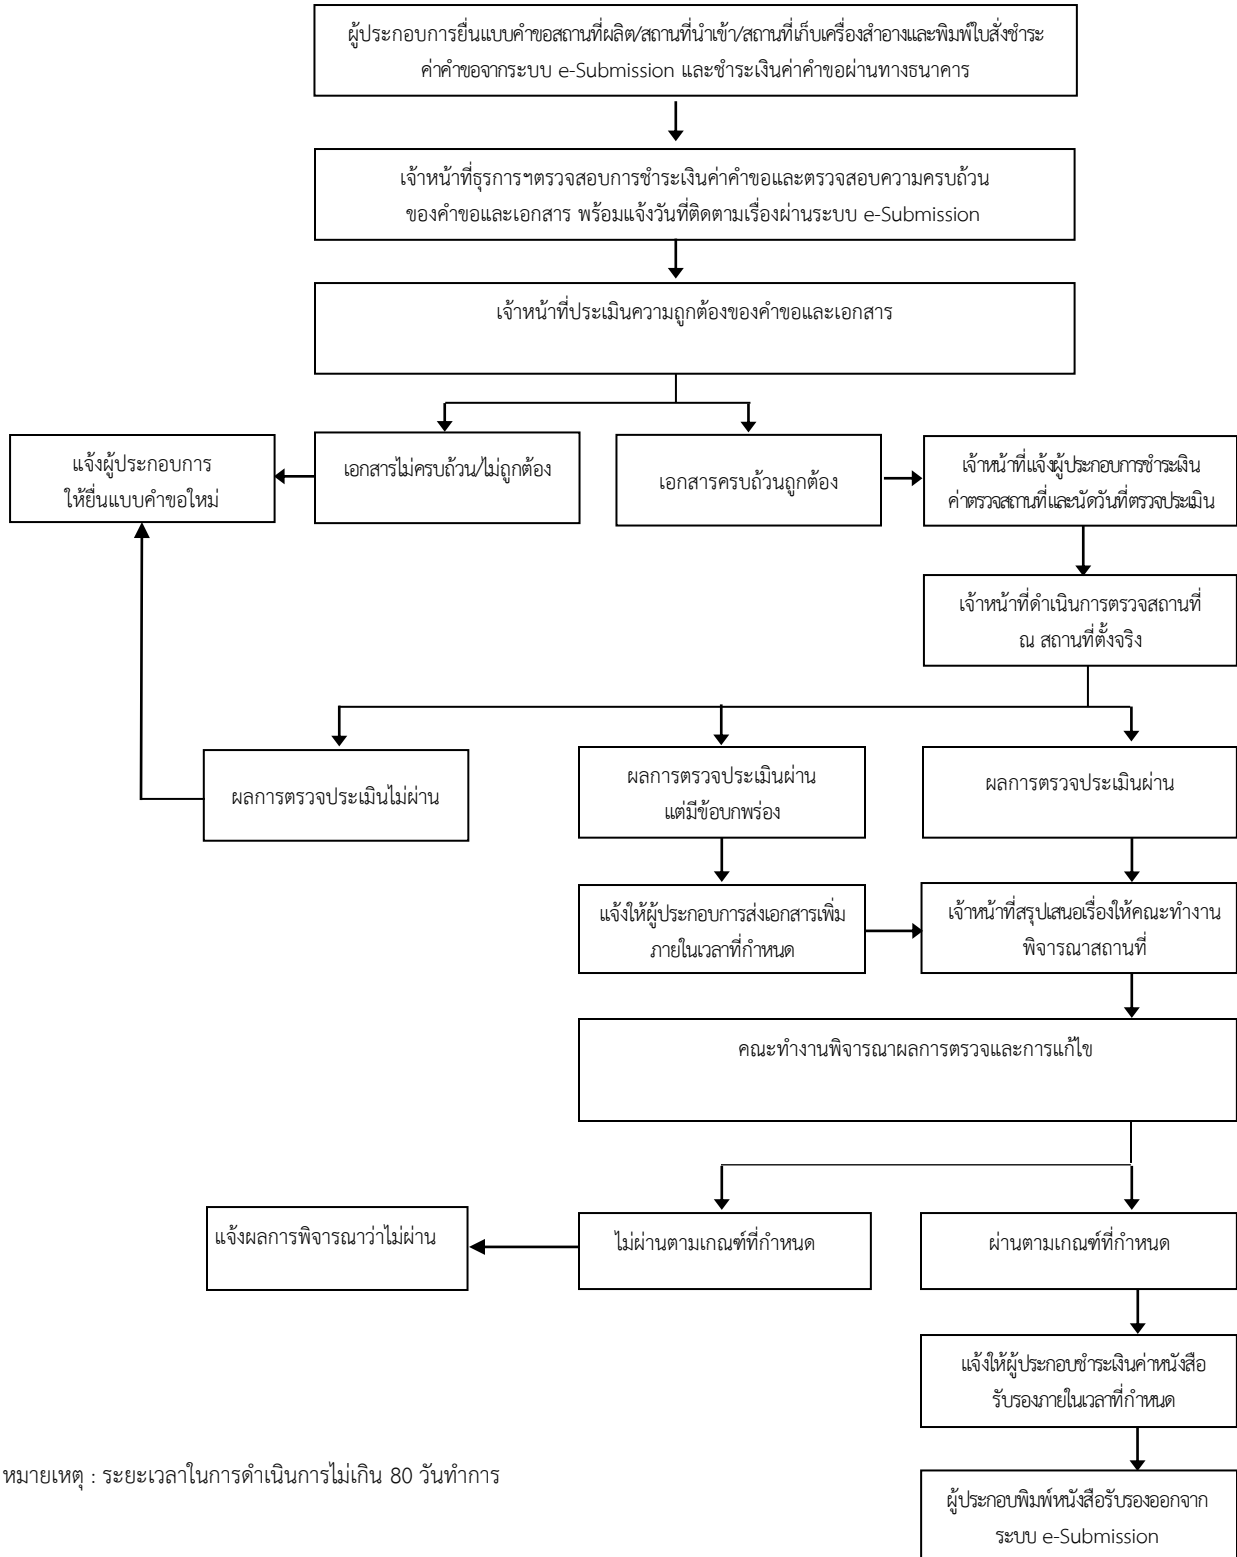 ผู้ประกอบการยื่นแบบคำขอสถานที่ผลิต/สถานที่นำเข้า/สถานที่เก็บเครื่องสำอางและพิมพ์ใบสั่งชำระ
ค่าคำขอจากระบบ e-Submission และชำระเงินค่าคำขอผ่านทางธนาคาร
เจ้าหน้าที่ธุรการฯตรวจสอบการชำระเงินค่าคำขอและตรวจสอบความครบถ้วน
ของคำขอและเอกสาร พร้อมแจ้งวันที่ติดตามเรื่องผ่านระบบ e-Submission
เจ้าหน้าที่ประเมินความถูกต้องของคำขอและเอกสาร
แจ้งผู้ประกอบการ
ให้ยื่นแบบคำขอใหม่
เอกสารไม่ครบถ้วน/ไม่ถูกต้อง
เอกสารครบถ้วนถูกต้อง
เจ้าหน้าที่แจ้งผู้ประกอบการชำระเงิน
ค่าตรวจสถานที่และนัดวันที่ตรวจประเมิน
เจ้าหน้าที่ดำเนินการตรวจสถานที่
ณ สถานที่ตั้งจริง
ผลการตรวจประเมินไม่ผ่าน
ผลการตรวจประเมินผ่าน
แต่มีข้อบกพร่อง
ผลการตรวจประเมินผ่าน
แจ้งให้ผู้ประกอบการส่งเอกสารเพิ่ม
ภายในเวลาที่กำหนด
เจ้าหน้าที่สรุปเสนอเรื่องให้คณะทำงาน
พิจารณาสถานที่
คณะทำงานพิจารณาผลการตรวจและการแก้ไข
แจ้งผลการพิจารณาว่าไม่ผ่าน
ไม่ผ่านตามเกณฑ์ที่กำหนด
ผ่านตามเกณฑ์ที่กำหนด
แจ้งให้ผู้ประกอบชำระเงินค่าหนังสือ
รับรองภายในเวลาที่กำหนด
หมายเหตุ : ระยะเวลาในการดำเนินการไม่เกิน 80 วันทำการ
ผู้ประกอบพิมพ์หนังสือรับรองออกจาก
ระบบ e-Submission